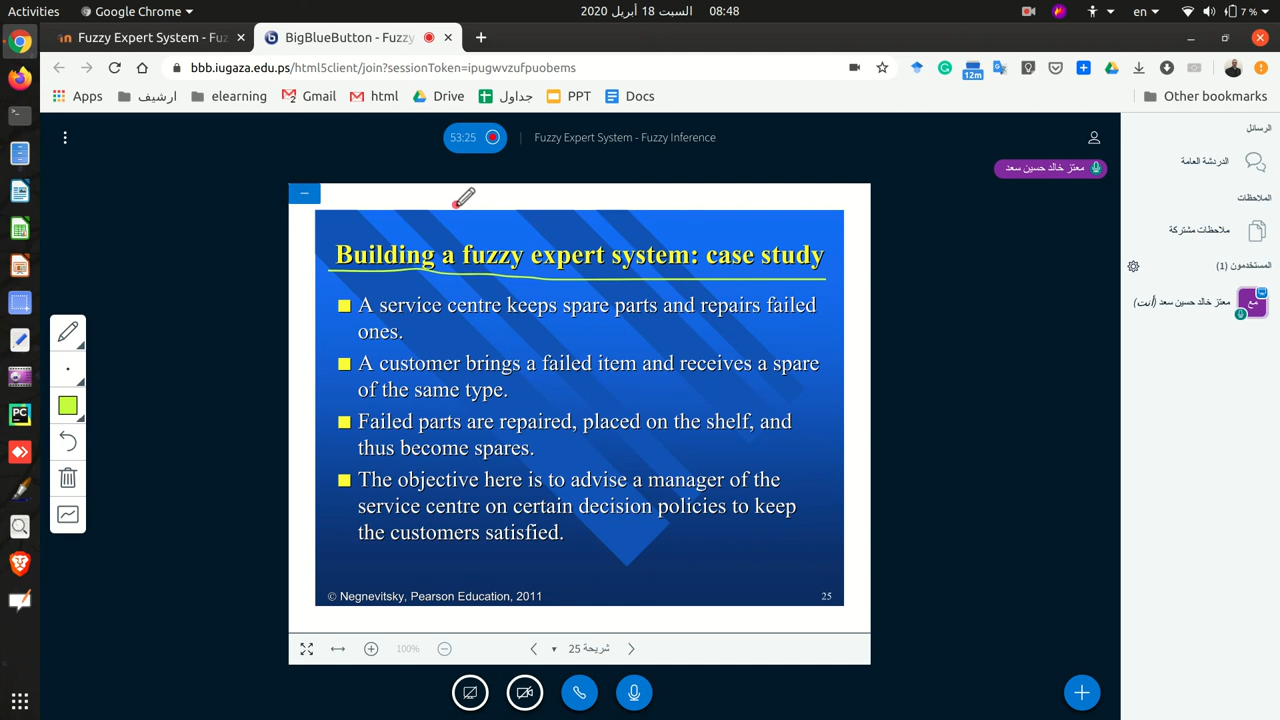 Activities
Google Chrome
السبت 18 أبريل 2020 08:48
en
7 %
Fuzzy Expert System - Fuz
BigBlueButton - Fuzzy
bbb.iugaza.edu.ps/html5client/join?sessionToken=ipugwvzufpuobems
12m
Apps
ارشيف
elearning
Gmail
html
Drive
جداول
PPT
Docs
Other bookmarks
53:25
Fuzzy Expert System - Fuzzy Inference
معتز خالد حسين سعد
الرسائل
الدردشة العامة
الملاحظات
ملاحظات مشتركة
المستخدمون (1)
مع
معتز خالد حسين سعد (أنت)
Building a fuzzy expert system: case study
A service centre keeps spare parts and repairs failed
ones.
A customer brings a failed item and receives a spare
of the same type.
Failed parts are repaired, placed on the shelf, and
thus become spares.
The objective here is to advise a manager of the
service centre on certain decision policies to keep
the customers satisfied.
© Negnevitsky, Pearson Education, 2011
25
100%
شريحة 25
PC